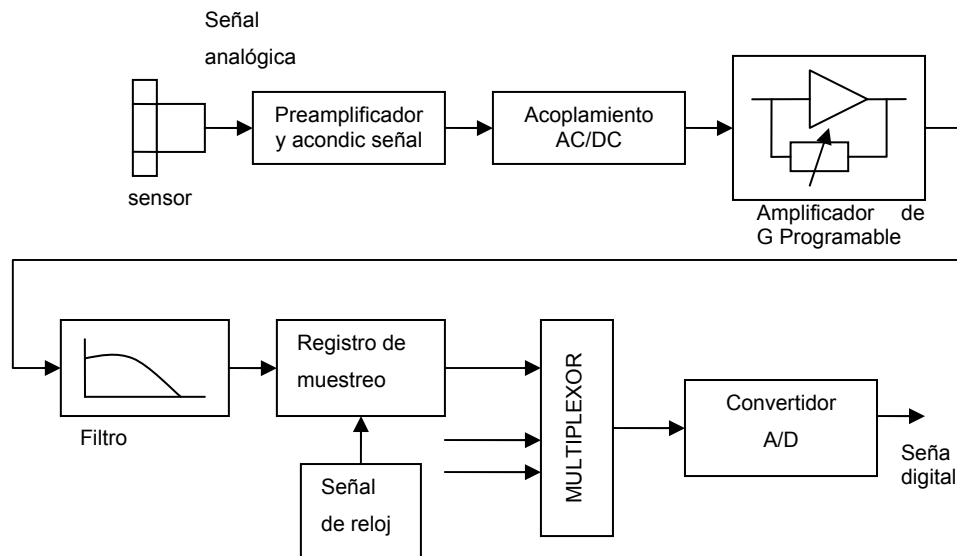 Señal
analógica
Preamplificador
y acondic señal
Acoplamiento
AC/DC
sensor
Amplificador de
G Programable
Registro de
muestreo
MULTIPLEXOR
Convertidor
A/D
Filtro
Seña
digital
Señal
de reloj